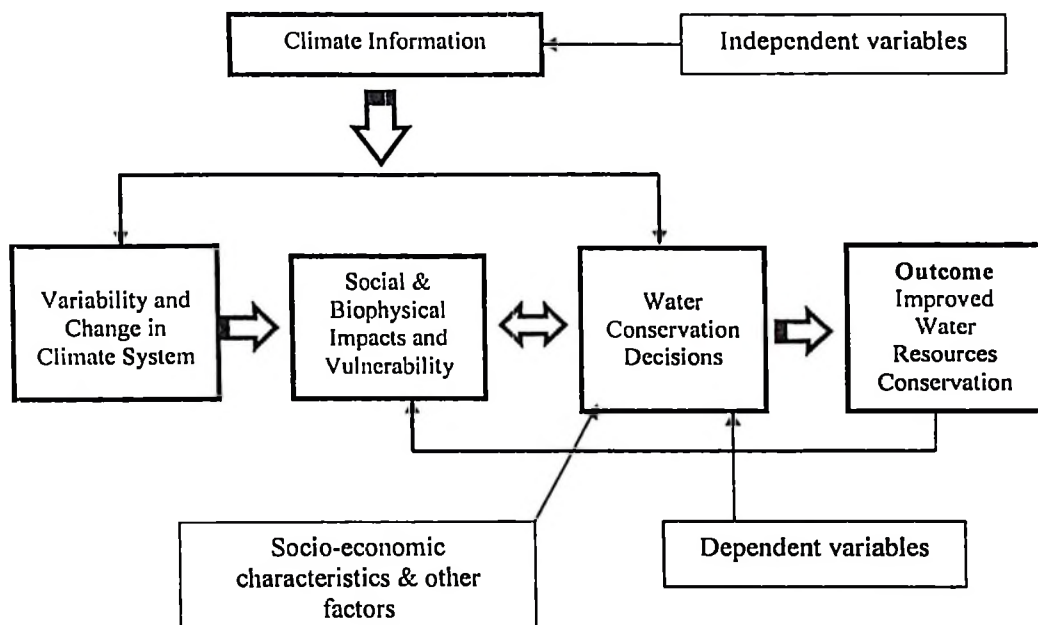 Climate Information
Independent variables
Variability and
Change in
Climate System
Social &
Biophysical
Impacts and
Vulnerability
Water
Conservation
Decisions
Outcome
Improved
Water
Resources
Conservation
Socio-economic
characteristics & other
factors
Dependent variables